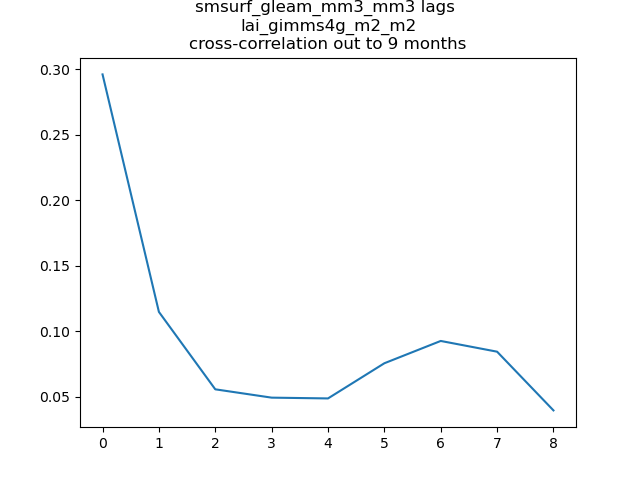 smsurf_gleam_mm3_mm3 lags
lai_gimms4g_m2_m2
cross-correlation out to 9 months
0.30
0.25
0.20
0.15
0.10
0.05
0 1 2 3 4 5 6 7 8